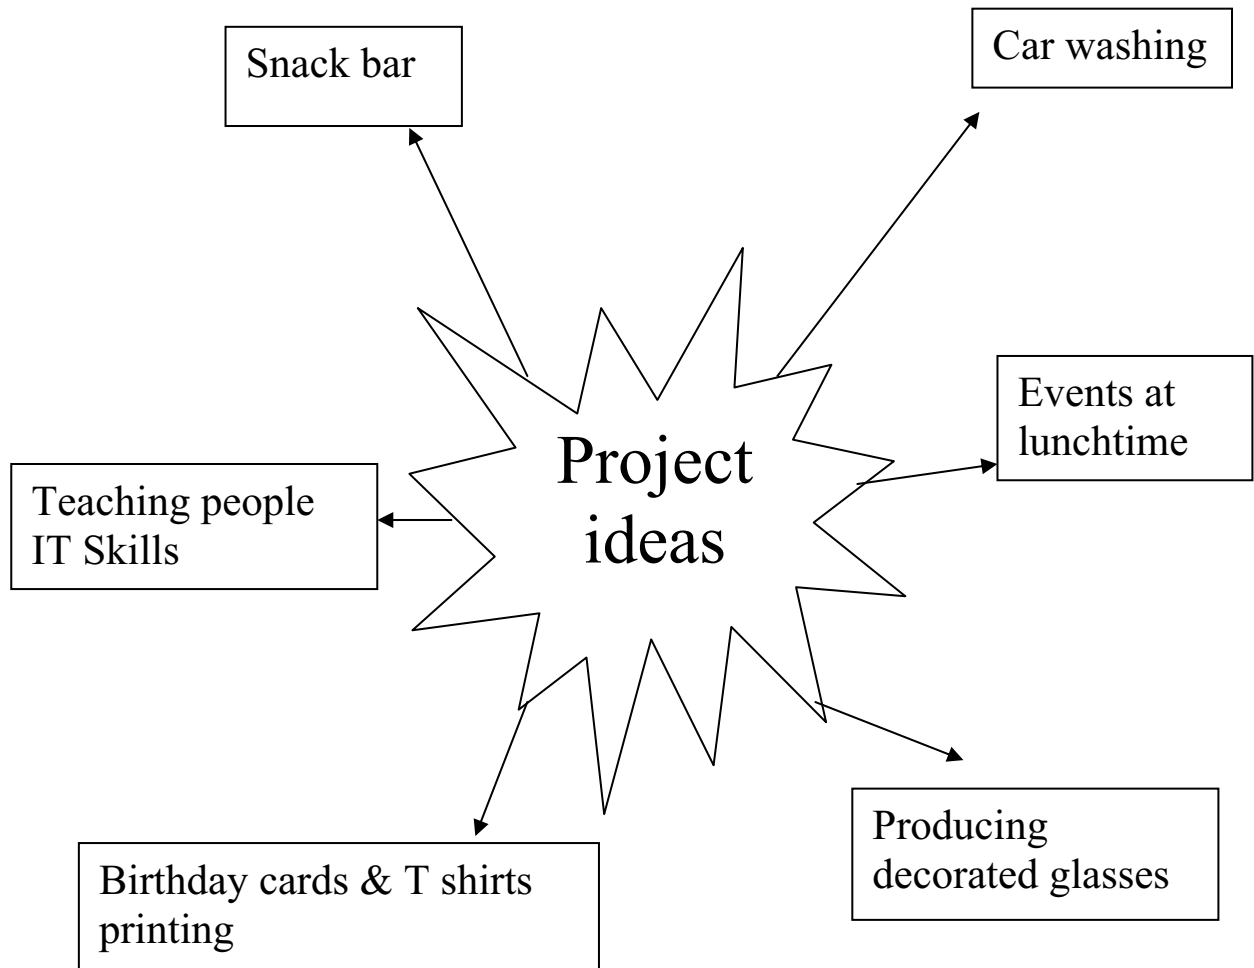 Snack bar
Car washing
Events at
lunchtime
Project
ideas
Teaching people
IT Skills
Producing
decorated glasses
Birthday cards & T shirts
printing